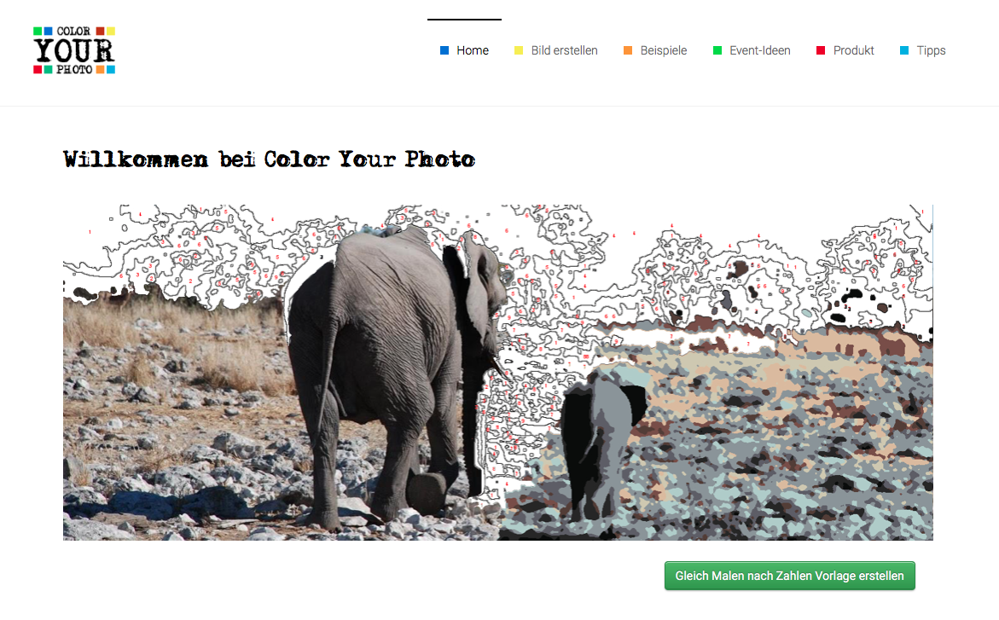 COLOR
YOUR
PHOTO
Home Bild erstellen Beispiele Event-Ideen Produkt Tipps
Willkommen bei Color Your Photo
Gleich Malen nach Zahlen Vorlage erstellen